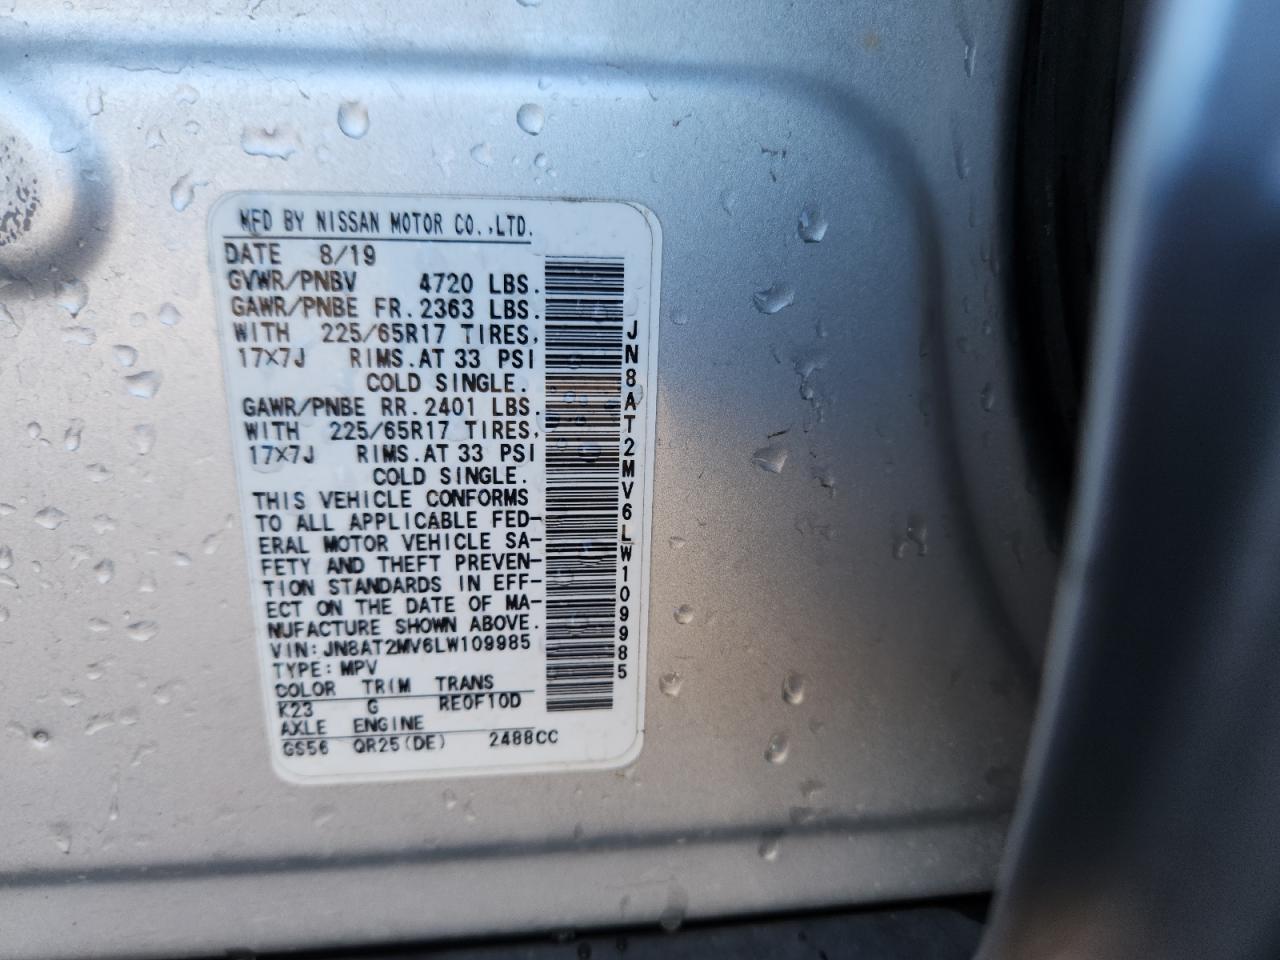 MFD BY NISSAN MOTOR CO.,LTD.
DATE 8/19
GVWR/PNBV 4720 LBS.
GAWR/PNBE FR.2363 LBS.
WITH 225/65R17 TIRES,
17×7J RIMS.AT 33 PSI
COLD SINGLE.
GAWR/PNBE RR.2401 LBS.
WITH 225/65R17 TIRES,
17×7J RIMS.AT 33 PSI
COLD SINGLE.
THIS VEHICLE CONFORMS
TO ALL APPLICABLE FED-
ERAL MOTOR VEHICLE SA-
FETY AND THEFT PREVEN-
TION STANDARDS IN EFF-
ECT ON THE DATE OF MA-
NUFACTURE SHOWN ABOVE.
VIN:JN8AT2MV6LW109985
TYPE:MPV
COLOR TRIM TRANS
K23 G RE0F10D
AXLE ENGINE
GS56 QR25(DE) 2488CC
JN8AT2MV6LW109985